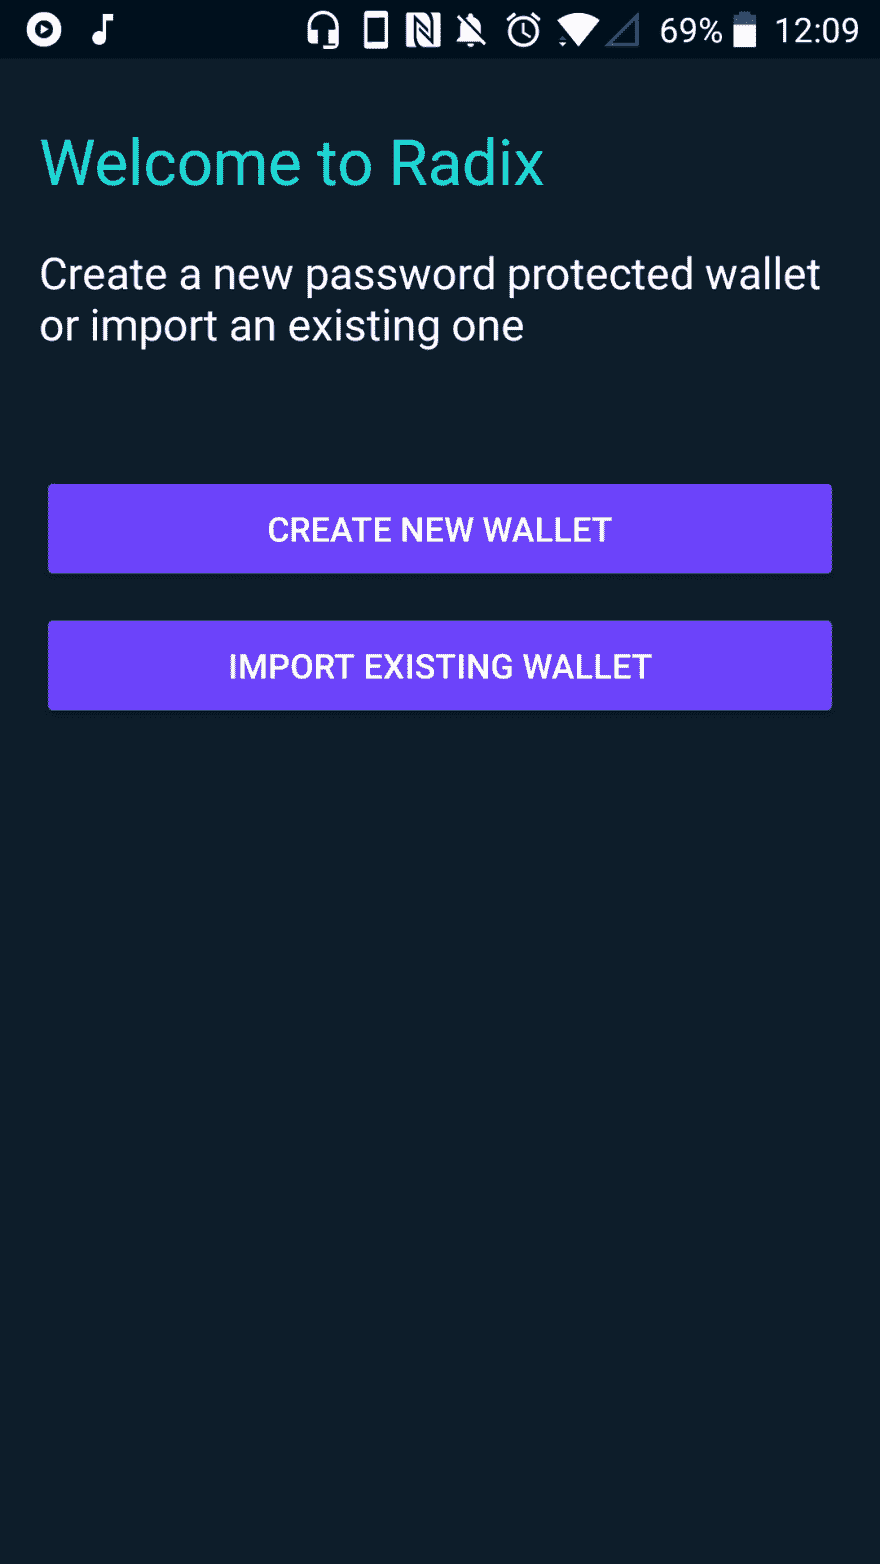 69% 12:09
Welcome to Radix
Create a new password protected wallet
or import an existing one
CREATE NEW WALLET
IMPORT EXISTING WALLET